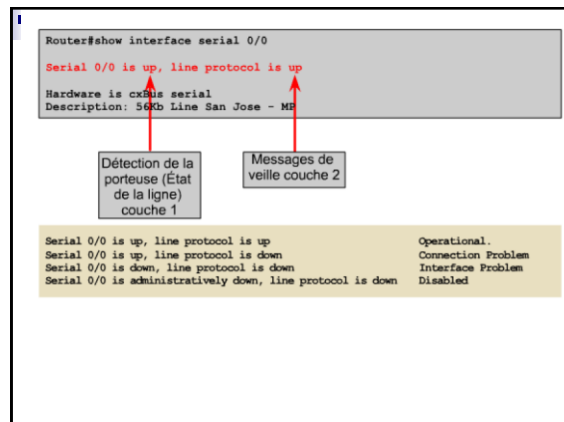 Router#show interface serial 0/0
Serial 0/0 is up, line protocol is up
Hardware is cxBus serial
Description: 56Kb Line San Jose - MP
Détection de la
porteuse (État
de la ligne)
couche 1
Messages de
veille couche 2
Serial 0/0 is up, line protocol is up Operational.
Serial 0/0 is up, line protocol is down Connection Problem
Serial 0/0 is down, line protocol is down Interface Problem
Serial 0/0 is administratively down, line protocol is down Disabled